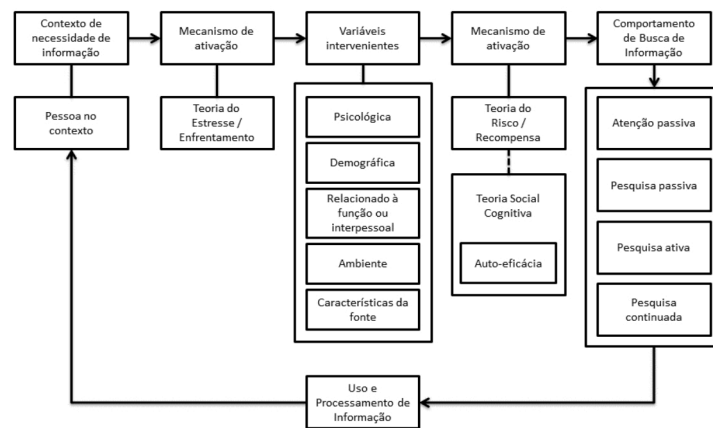 Contexto de
necessidade de
informação
Mecanismo de
ativação
Variáveis
intervenientes
Mecanismo de
ativação
Comportamento
de Busca de
Informação
Pessoa no
contexto
Teoria do
Estresse /
Enfrentamento
Psicológica
Demográfica
Relacionado à
função ou
interpessoal
Ambiente
Características da
fonte
Teoria do
Risco /
Recompensa
Teoria Social
Cognitiva
Auto-eficácia
Atenção passiva
Pesquisa passiva
Pesquisa ativa
Pesquisa
continuada
Uso e
Processamento de
Informação